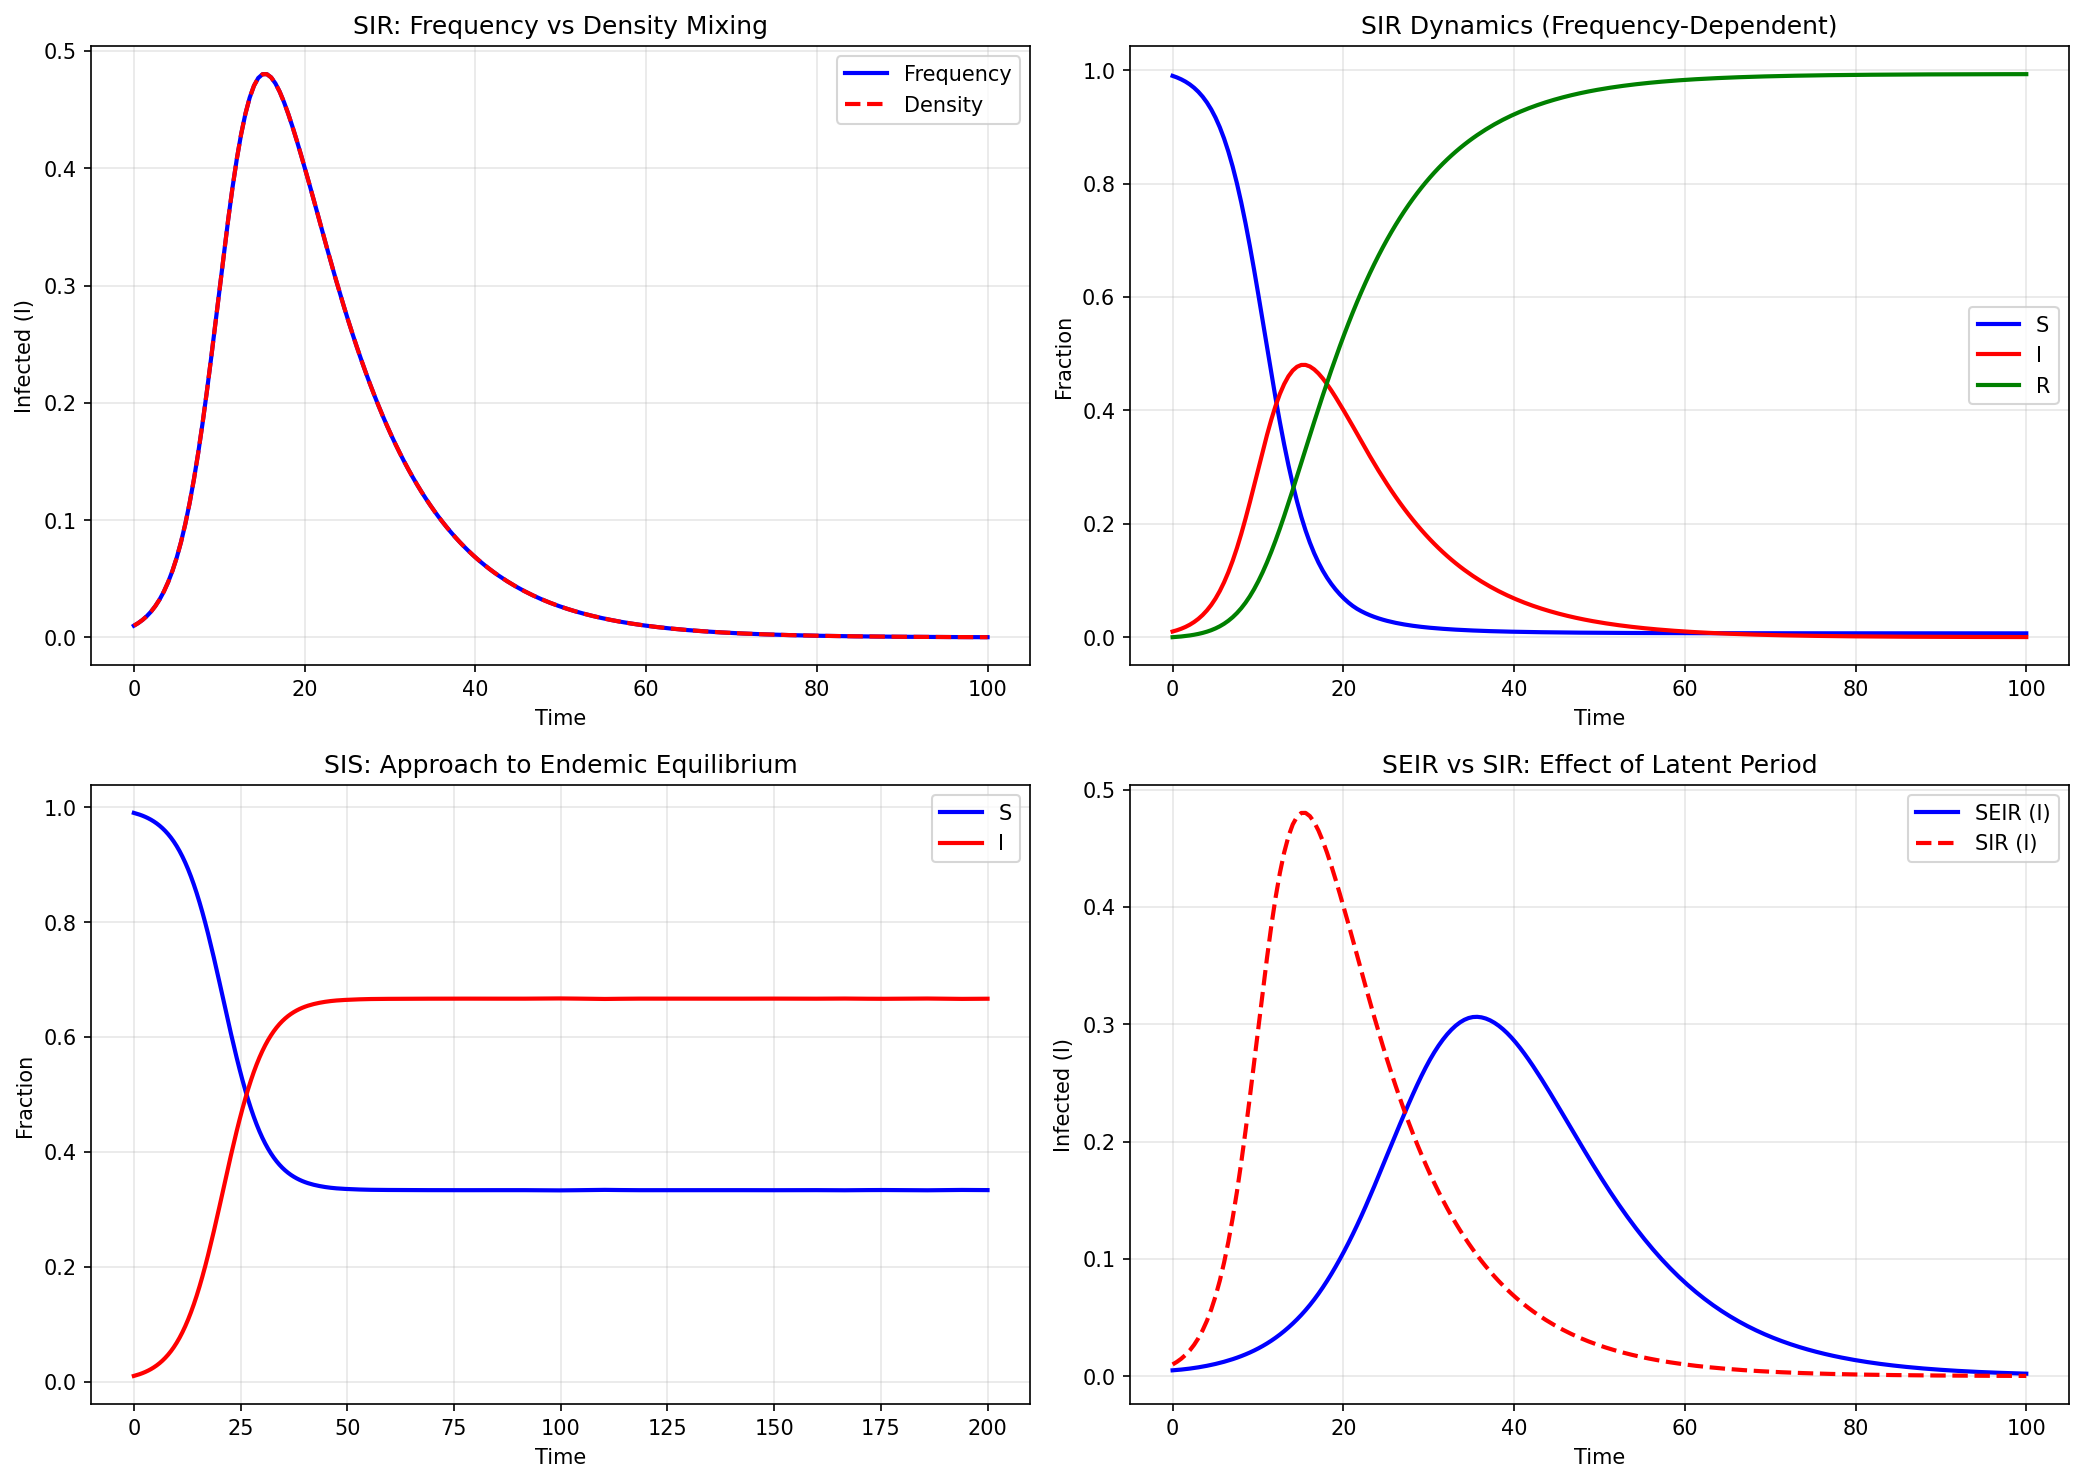 SIR: Frequency vs Density Mixing
0.5
0.4
0.3
0.2
0.1
0.0
Infected (I)
Frequency
Density
0 20 40 60 80 100
Time
SIR Dynamics (Frequency-Dependent)
1.0
0.8
0.6
0.4
0.2
0.0
Fraction
S
I
R
0 20 40 60 80 100
Time
SIS: Approach to Endemic Equilibrium
1.0
0.8
0.6
0.4
0.2
0.0
Fraction
S
I
0 25 50 75 100 125 150 175 200
Time
SEIR vs SIR: Effect of Latent Period
0.5
0.4
0.3
0.2
0.1
0.0
Infected (I)
SEIR (I)
SIR (I)
0 20 40 60 80 100
Time